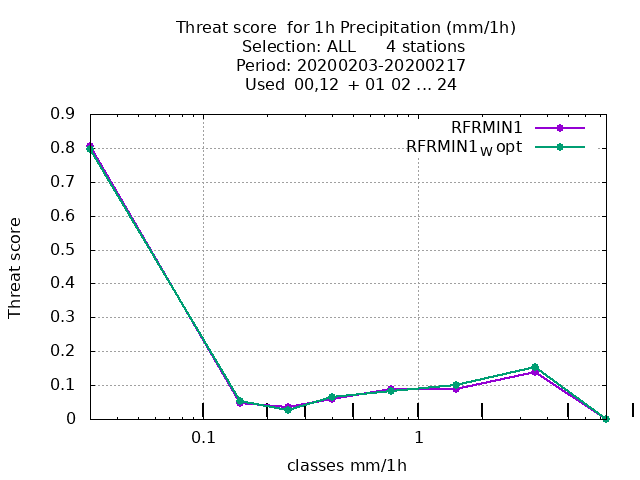 Threat score for 1h Precipitation (mm/1h)
Selection: ALL 4 stations
Period: 20200203-20200217
Used 00,12 + 01 02 ... 24
RFRMIN1
RFRMIN1W opt
0.9
0.8
0.7
0.6
0.5
0.4
0.3
0.2
0.1
0
Threat score
0.1 1
classes mm/1h